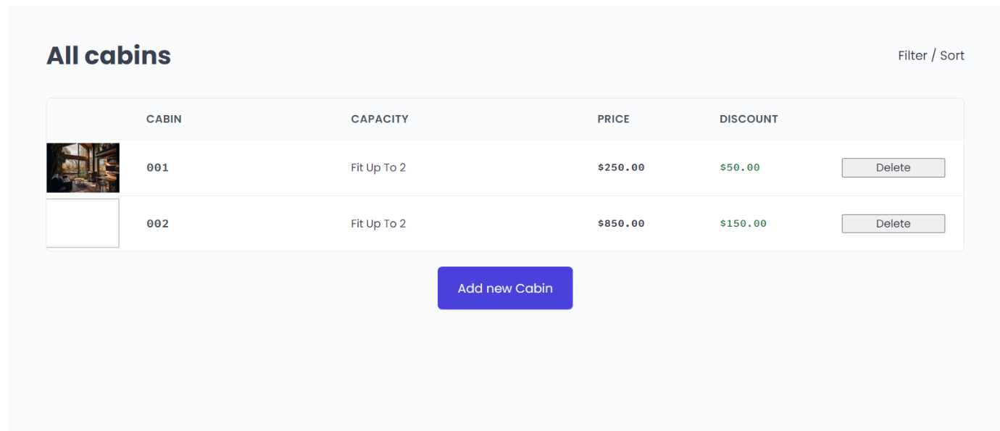 All cabins
Filter / Sort
CABIN CAPACITY PRICE DISCOUNT
001 Fit Up To 2 $250.00 $50.00 Delete
002 Fit Up To 2 $850.00 $150.00 Delete
Add new Cabin